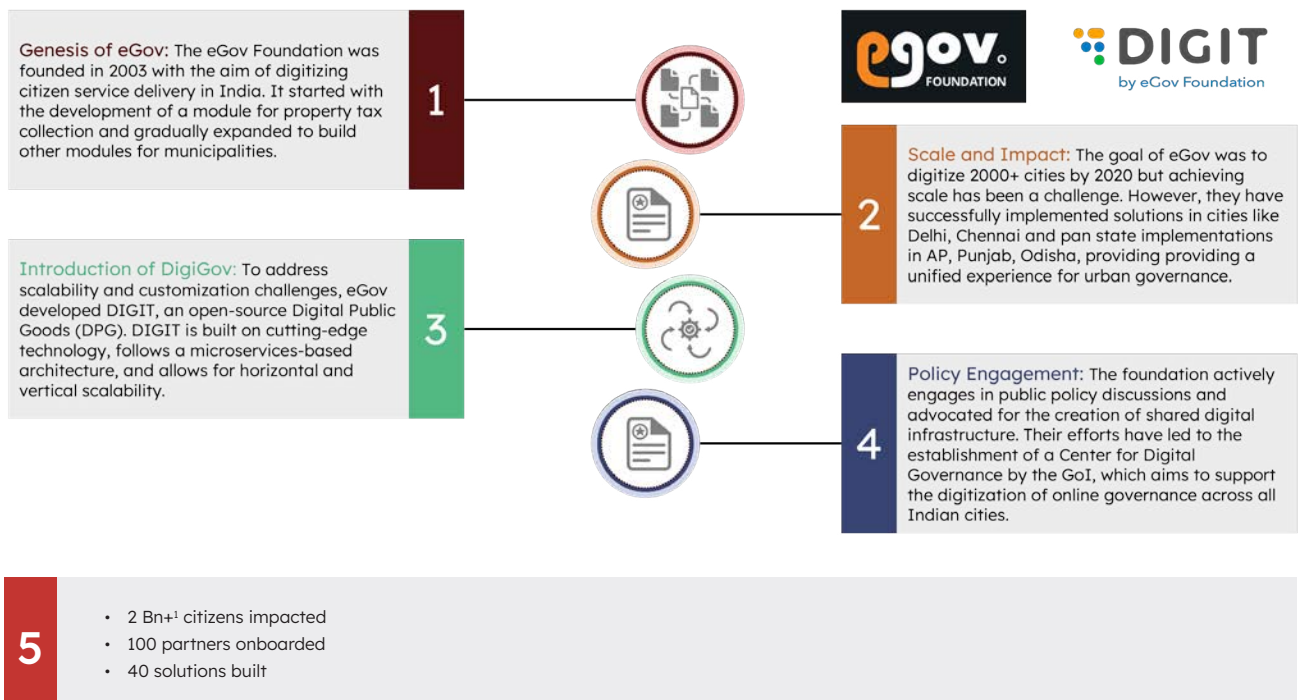 Genesis of eGov: The eGov Foundation was
founded in 2003 with the aim of digitizing
citizen service delivery in India. It started with
the development of a module for property tax
collection and gradually expanded to build
other modules for municipalities.
1
egov.
FOUNDATION
DIGIT
by eGov Foundation
2
Scale and Impact: The goal of eGov was to
digitize 2000+ cities by 2020 but achieving
scale has been a challenge. However, they have
successfully implemented solutions in cities like
Delhi, Chennai and pan state implementations
in AP, Punjab, Odisha, providing providing a
unified experience for urban governance.
Introduction of DigiGov: To address
scalability and customization challenges, eGov
developed DIGIT, an open-source Digital Public
Goods (DPG). DIGIT is built on cutting-edge
technology, follows a microservices-based
architecture, and allows for horizontal and
vertical scalability.
3
4
Policy Engagement: The foundation actively
engages in public policy discussions and
advocated for the creation of shared digital
infrastructure. Their efforts have led to the
establishment of a Center for Digital
Governance by the GoI, which aims to support
the digitization of online governance across all
Indian cities.
5
• 2 Bn+¹ citizens impacted
• 100 partners onboarded
• 40 solutions built